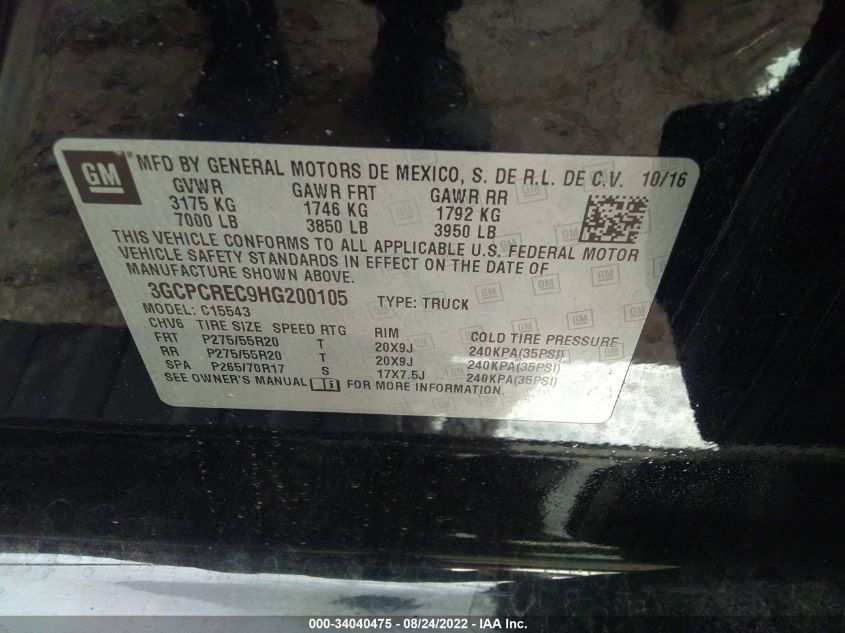 GM
MFD BY GENERAL MOTORS DE MEXICO, S. DE R.L. DE C.V. 10/16
GVWR GAWR FRT GAWR RR
3175 KG 1746 KG 1792 KG
7000 LB 3850 LB 3950 LB
THIS VEHICLE CONFORMS TO ALL APPLICABLE U.S. FEDERAL MOTOR
VEHICLE SAFETY STANDARDS IN EFFECT ON THE DATE OF
MANUFACTURE SHOWN ABOVE.
3GCPCREC9HG200105 TYPE: TRUCK
MODEL: C15543
CHV6 TIRE SIZE SPEED RTG RIM COLD TIRE PRESSURE
FRT P275/55R20 T 20X9J 240KPA(35PSI)
RR P275/55R20 T 20X9J 240KPA(35PSI)
SPA P265/70R17 S 17X7.5J 240KPA(35PSI)
SEE OWNER'S MANUAL FOR MORE INFORMATION.
000-34040475 - 08/24/2022 - IAA Inc.